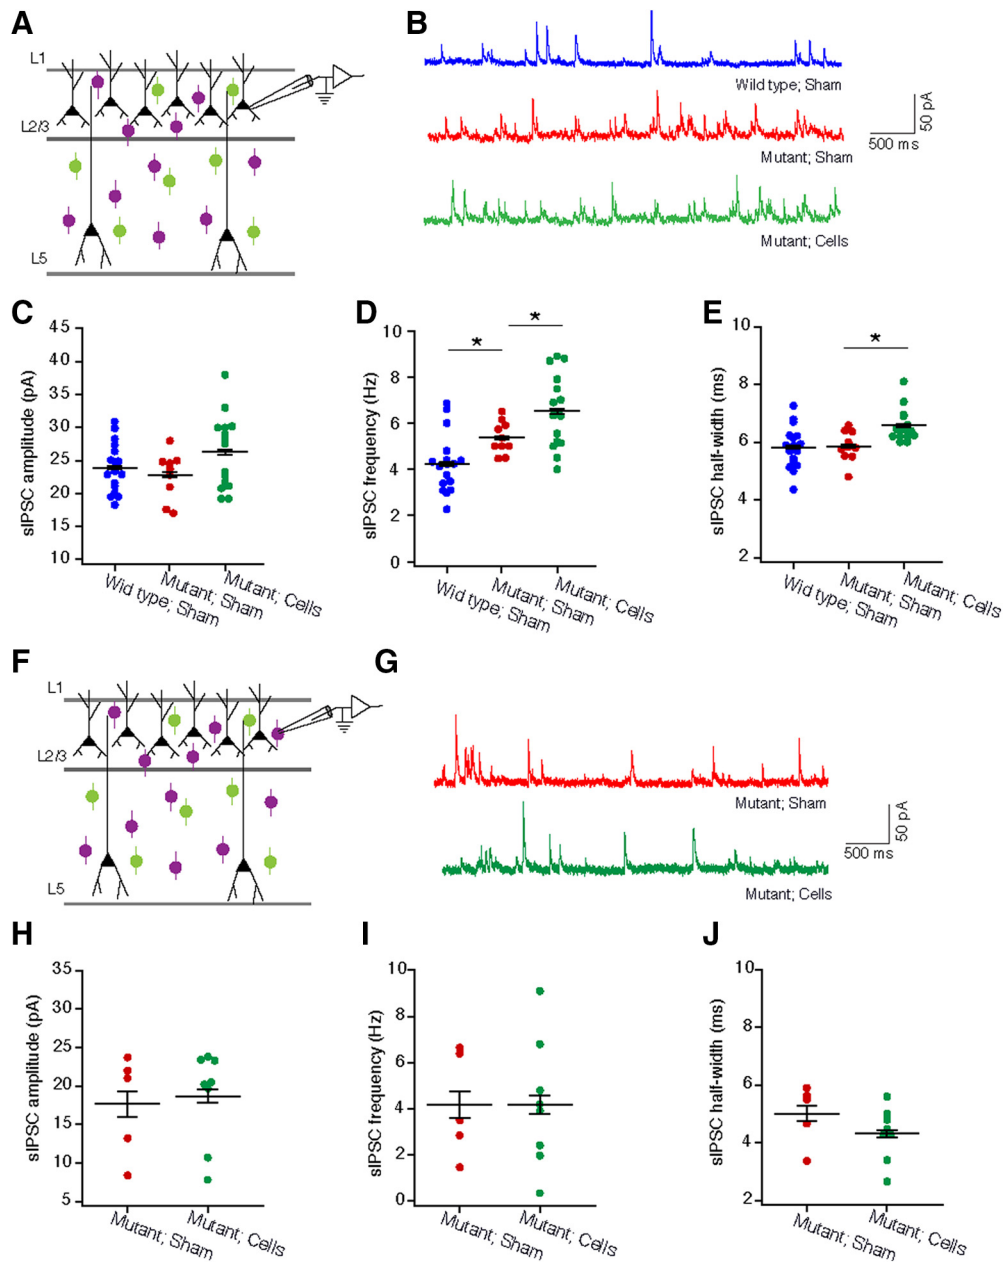 A
L1
L2/3
L5
B
Wild type; Sham
Mutant; Sham
Mutant; Cells
50 pA
500 ms
C
sIPSC amplitude (pA)
45
40
35
30
25
20
15
10
Wid type; Sham
Mutant; Sham
Mutant; Cells
D
sIPSC frequency (Hz)
10
8
6
4
2
0
*
*
Wild type; Sham
Mutant; Sham
Mutant; Cells
E
sIPSC half-width (ms)
10
8
6
4
2
*
Wild type; Sham
Mutant; Sham
Mutant; Cells
F
L1
L2/3
L5
G
Mutant; Sham
Mutant; Cells
50 pA
500 ms
H
sIPSC amplitude (pA)
35
30
25
20
15
10
5
Mutant; Sham
Mutant; Cells
I
sIPSC frequency (Hz)
10
8
6
4
2
0
Mutant; Sham
Mutant; Cells
J
sIPSC half-width (ms)
10
8
6
4
2
Mutant; Sham
Mutant; Cells